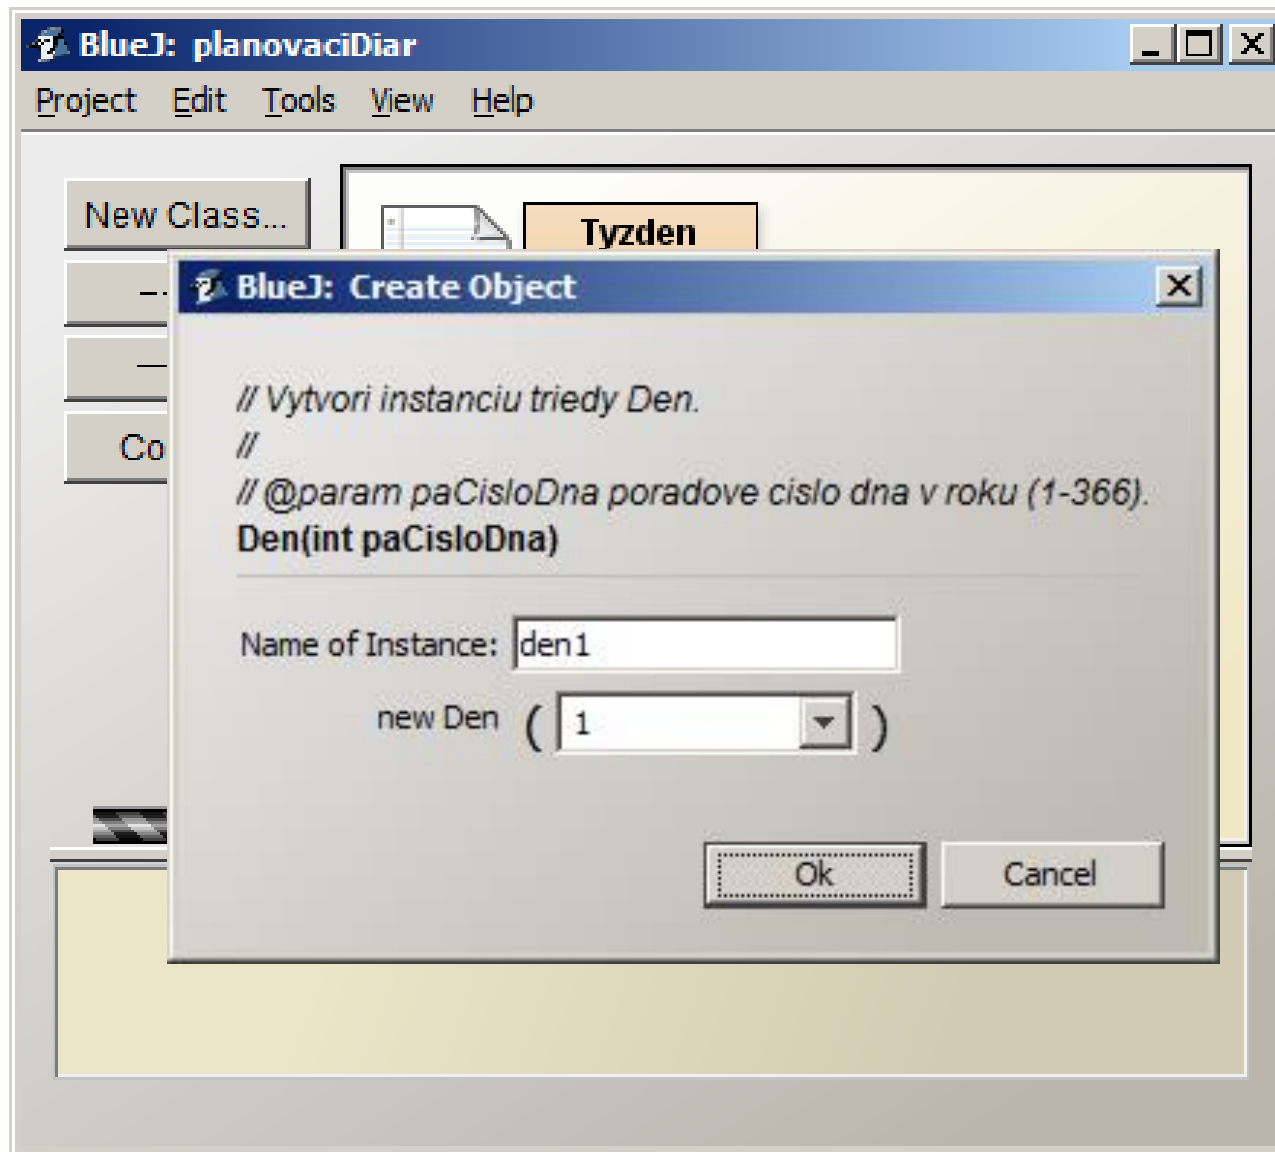 BlueJ: planovaciDiar
Project Edit Tools View Help
New Class...
Tyzden
Co
BlueJ: Create Object
// Vytvori instanciu triedy Den.
//
// @param paCisloDna poradove cislo dna v roku (1-366).
Den(int paCisloDna)
Name of Instance: den1
new Den ( 1 )
Ok Cancel